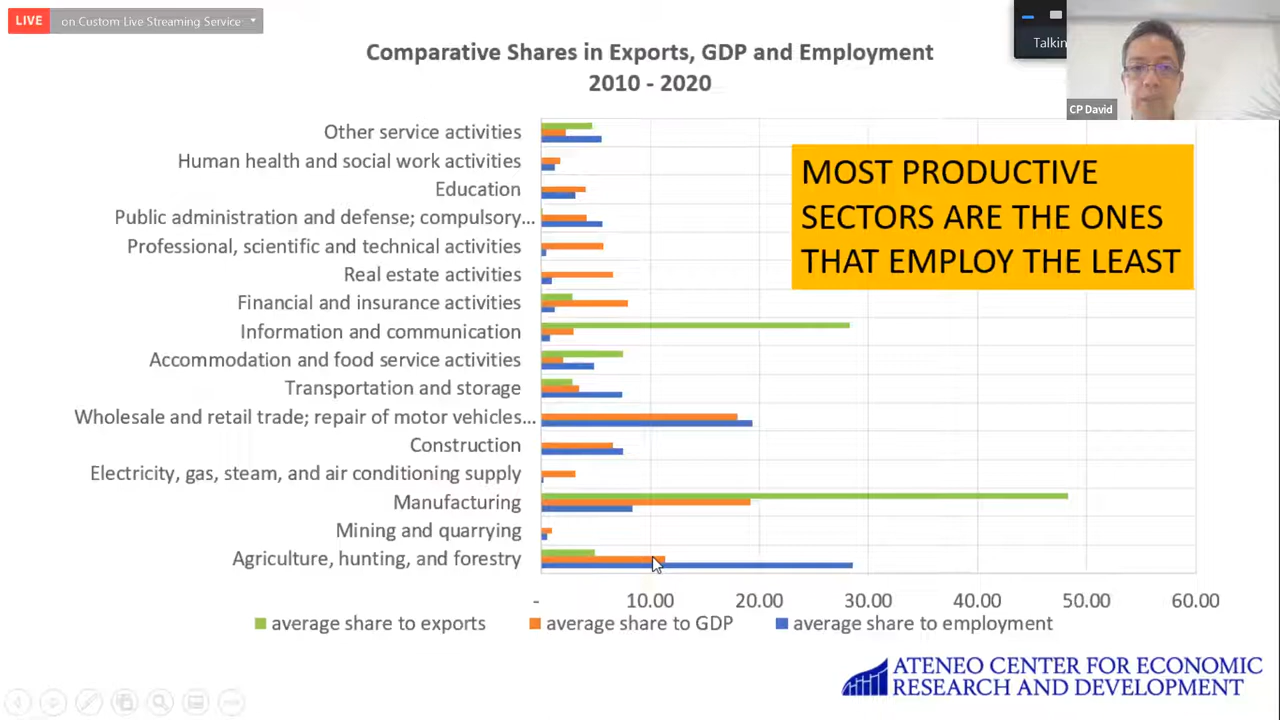 LIVE on Custom Live Streaming Service
Talkin
CP David
Comparative Shares in Exports, GDP and Employment
2010 - 2020
MOST PRODUCTIVE
SECTORS ARE THE ONES
THAT EMPLOY THE LEAST
Other service activities
Human health and social work activities
Education
Public administration and defense; compulsory...
Professional, scientific and technical activities
Real estate activities
Financial and insurance activities
Information and communication
Accommodation and food service activities
Transportation and storage
Wholesale and retail trade; repair of motor vehicles...
Construction
Electricity, gas, steam, and air conditioning supply
Manufacturing
Mining and quarrying
Agriculture, hunting, and forestry
- 10.00 20.00 30.00 40.00 50.00 60.00
average share to exports average share to GDP average share to employment
ATENEO CENTER FOR ECONOMIC
RESEARCH AND DEVELOPMENT